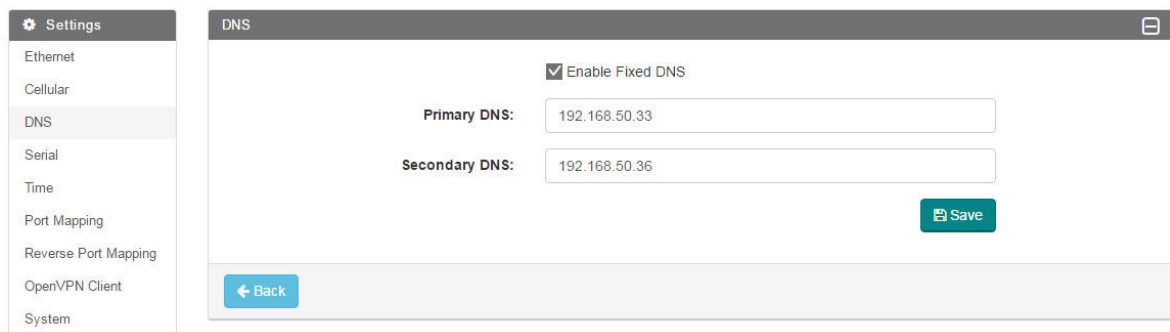 Settings
Ethernet
Cellular
DNS
Serial
Time
Port Mapping
Reverse Port Mapping
OpenVPN Client
System
DNS
Enable Fixed DNS
Primary DNS: 192.168.50.33
Secondary DNS: 192.168.50.36
Save
Back